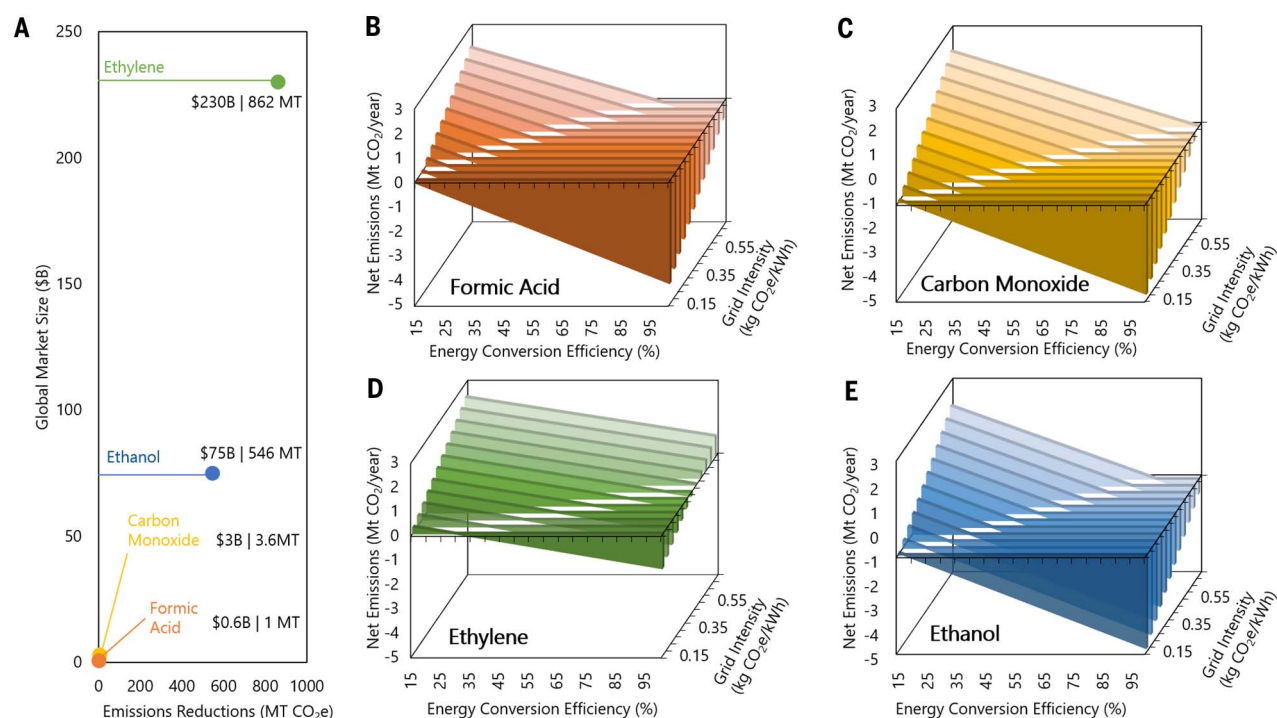 A
250
200
150
100
50
0
Global Market Size ($B)
Ethylene
$230B | 862 MT
Ethanol
$75B | 546 MT
Carbon
Monoxide
$3B | 3.6MT
Formic
Acid
$0.6B | 1 MT
0 200 400 600 800 1000
Emissions Reductions (MT CO₂e)
B
Net Emissions (Mt CO₂/year)
3
2
1
0
-1
-2
-3
-4
-5
Formic Acid
15 25 35 45 55 65 75 85 95
Energy Conversion Efficiency (%)
0.55
0.35
0.15
Grid Intensity
(kg CO₂e/kWh)
C
Net Emissions (Mt CO₂/year)
3
2
1
0
-1
-2
-3
-4
-5
Carbon Monoxide
15 25 35 45 55 65 75 85 95
Energy Conversion Efficiency (%)
0.55
0.35
0.15
Grid Intensity
(kg CO₂e/kWh)
D
Net Emissions (Mt CO₂/year)
3
2
1
0
-1
-2
-3
-4
-5
Ethylene
15 25 35 45 55 65 75 85 95
Energy Conversion Efficiency (%)
0.55
0.35
0.15
Grid Intensity
(kg CO₂e/kWh)
E
Net Emissions (Mt CO₂/year)
3
2
1
0
-1
-2
-3
-4
-5
Ethanol
15 25 35 45 55 65 75 85 95
Energy Conversion Efficiency (%)
0.55
0.35
0.15
Grid Intensity
(kg CO₂e/kWh)